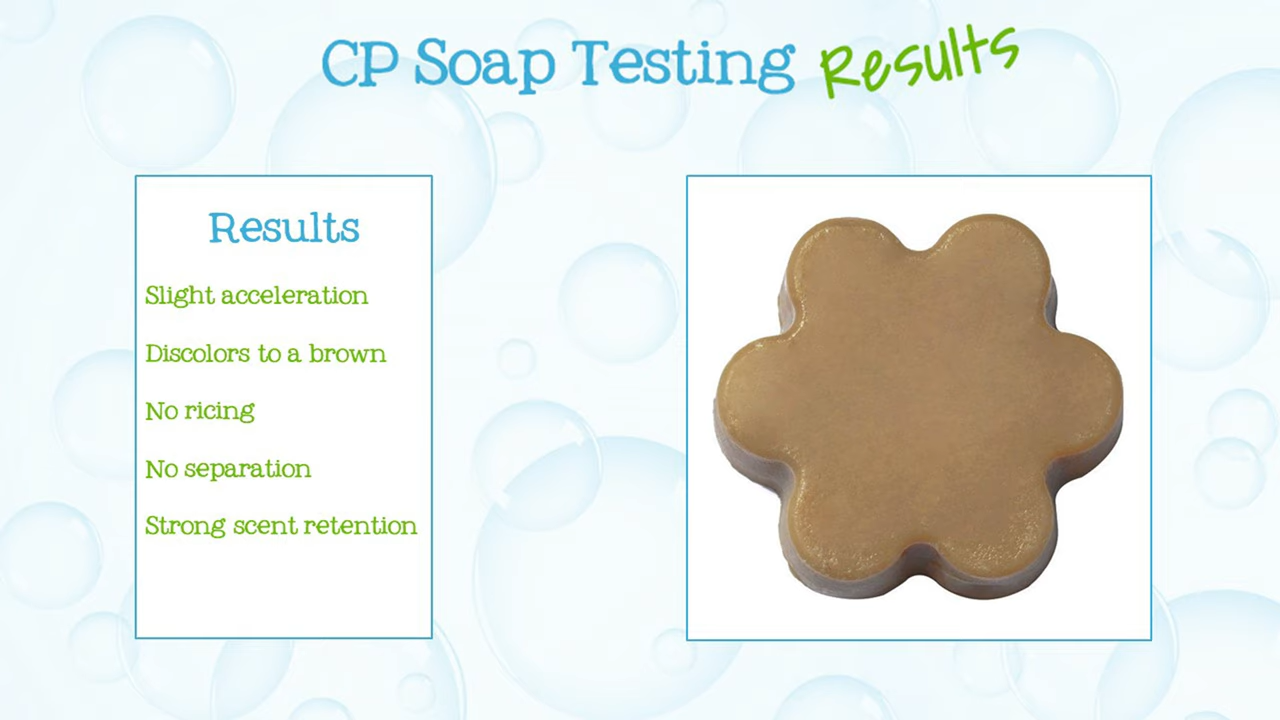 CP Soap Testing Results
Results
Slight acceleration
Discolors to a brown
No ricing
No separation
Strong scent retention